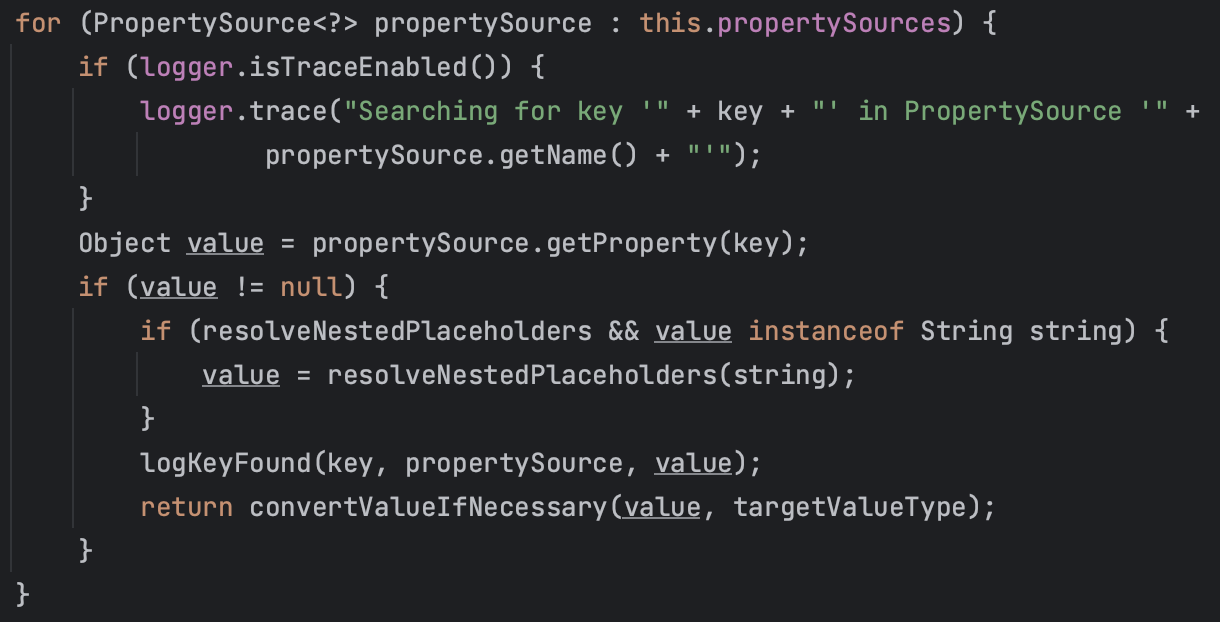 for (PropertySource<?> propertySource : this.propertySources) {
    if (logger.isTraceEnabled()) {
        logger.trace("Searching for key '" + key + "' in PropertySource '" +
                propertySource.getName() + "'");
    }
    Object value = propertySource.getProperty(key);
    if (value != null) {
        if (resolveNestedPlaceholders && value instanceof String string) {
            value = resolveNestedPlaceholders(string);
        }
        logKeyFound(key, propertySource, value);
        return convertValueIfNecessary(value, targetValueType);
    }
}